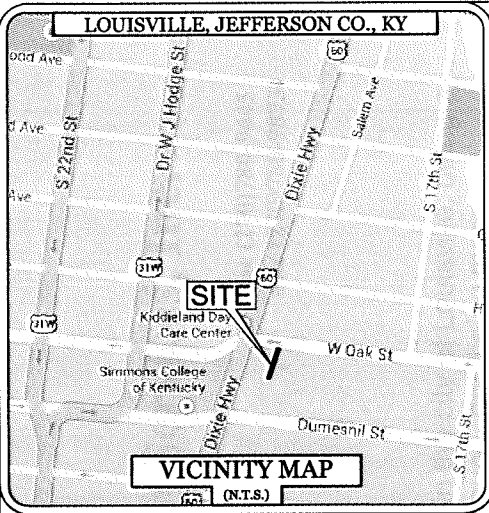 LOUISVILLE, JEFFERSON CO., KY
ood Ave
60
S 22nd St
Dr W J Hodge St
Salem Ave
d Ave
Dixie Hwy
S 17th St
Ave
31W
60
SITE
31W
Kiddieland Day
Care Center
W Oak St
Simmons College
of Kentucky
Dixie Hwy
Dumesnil St
S 17th St
VICINITY MAP
(N.T.S.)